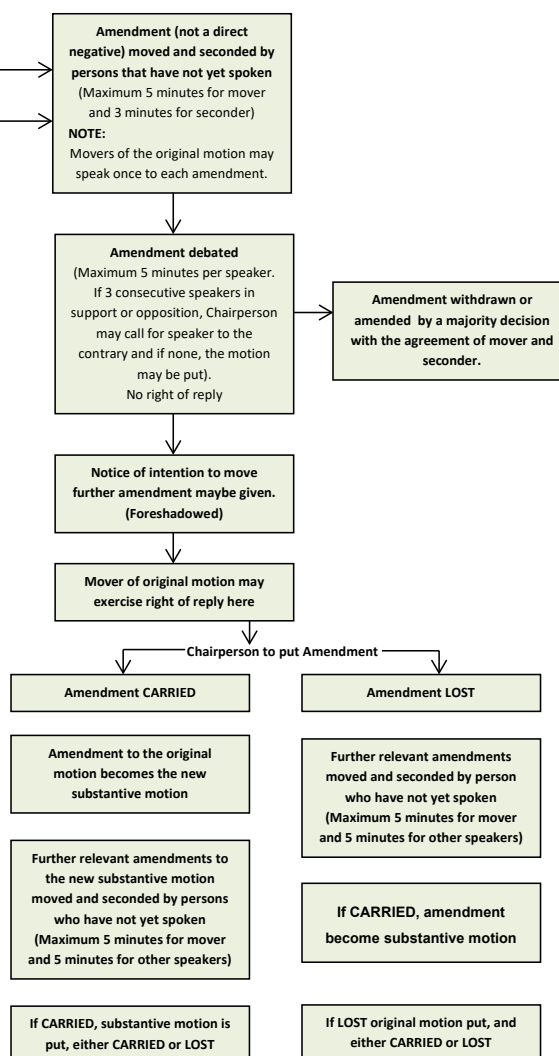 Amendment (not a direct
negative) moved and seconded by
persons that have not yet spoken
(Maximum 5 minutes for mover
and 3 minutes for seconder)
NOTE:
Movers of the original motion may
speak once to each amendment.
Amendment debated
(Maximum 5 minutes per speaker.
If 3 consecutive speakers in
support or opposition, Chairperson
may call for speaker to the
contrary and if none, the motion
may be put).
No right of reply
Amendment withdrawn or
amended by a majority decision
with the agreement of mover and
seconder.
Notice of intention to move
further amendment maybe given.
(Foreshadowed)
Mover of original motion may
exercise right of reply here
Chairperson to put Amendment
Amendment CARRIED
Amendment to the original
motion becomes the new
substantive motion
Further relevant amendments to
the new substantive motion
moved and seconded by persons
who have not yet spoken
(Maximum 5 minutes for mover
and 5 minutes for other speakers)
If CARRIED, substantive motion is
put, either CARRIED or LOST
Amendment LOST
Further relevant amendments
moved and seconded by person
who have not yet spoken
(Maximum 5 minutes for mover
and 5 minutes for other speakers)
If CARRIED, amendment
become substantive motion
If LOST original motion put, and
either CARRIED or LOST